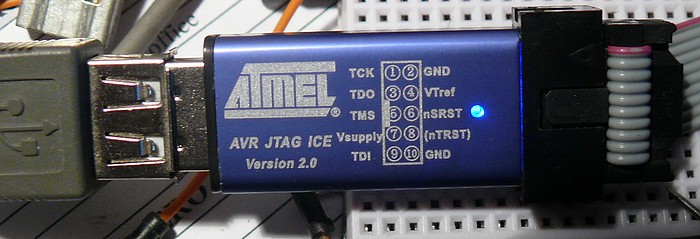 office
ATMEL®
AVR JTAG ICE
Version 2.0
TCK 1 2 GND
TDO 3 4 VTref
TMS 5 6 nSRST
Vsupply 7 8 (nTRST)
TDI 9 10 GND